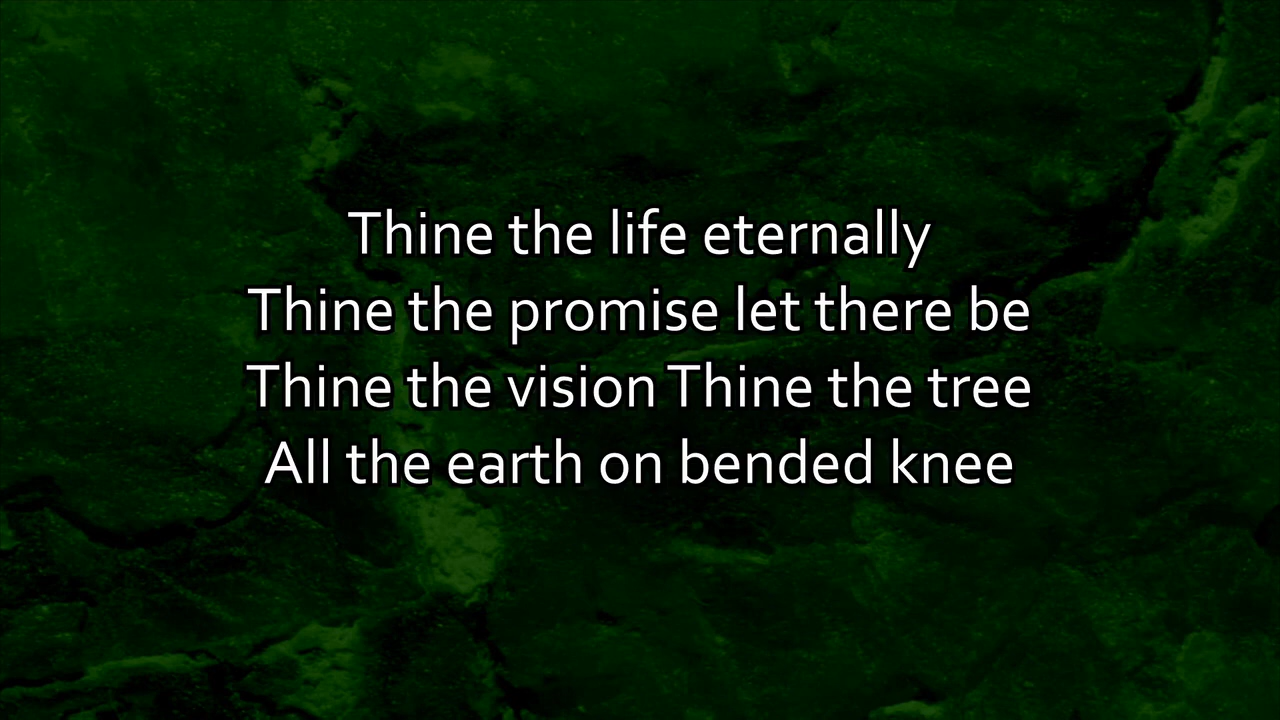 Thine the life eternally
Thine the promise let there be
Thine the vision Thine the tree
All the earth on bended knee